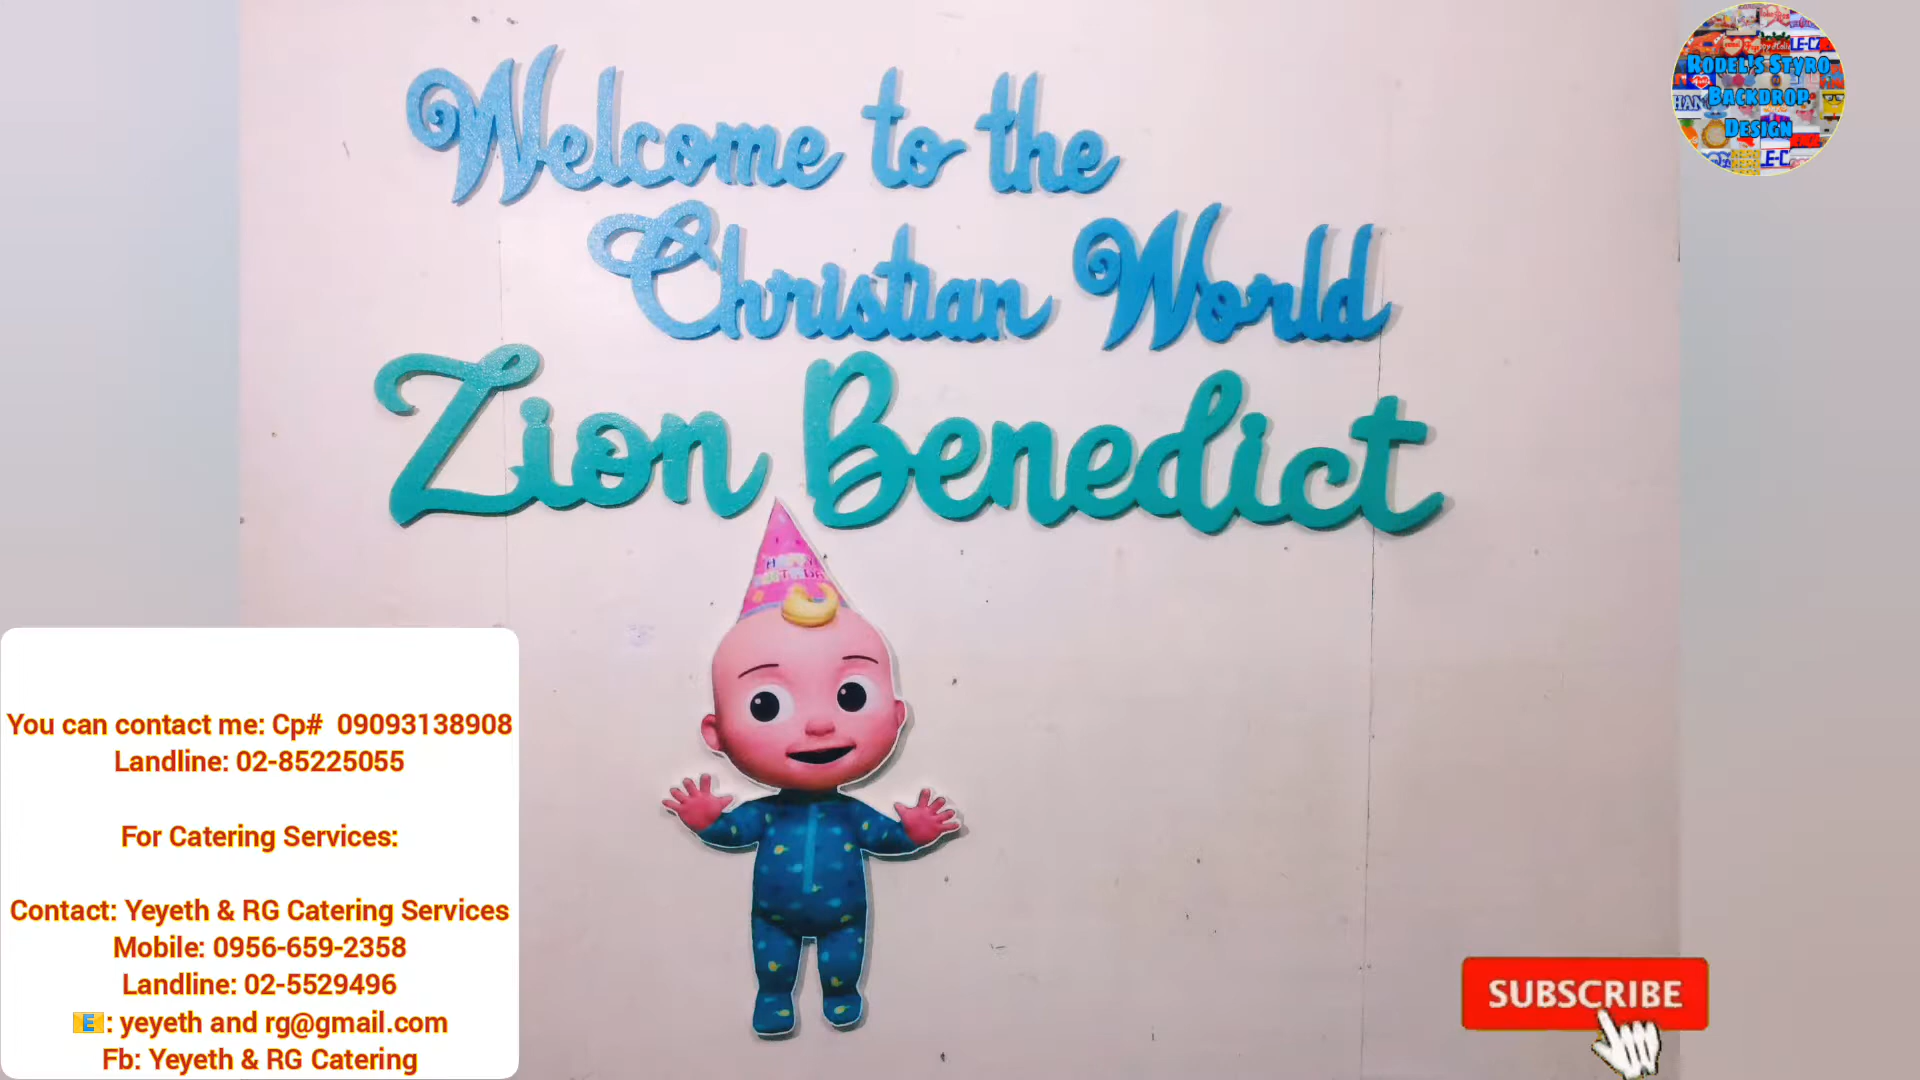 Welcome to the
Christian World
Zion Benedict
RODEL'S STYRO
BACKDROP
DESIGN
HAPPY
You can contact me: Cp#  09093138908
Landline: 02-85225055
For Catering Services:
Contact: Yeyeth & RG Catering Services
Mobile: 0956-659-2358
Landline: 02-5529496
📧: yeyeth and rg@gmail.com
Fb: Yeyeth & RG Catering
SUBSCRIBE